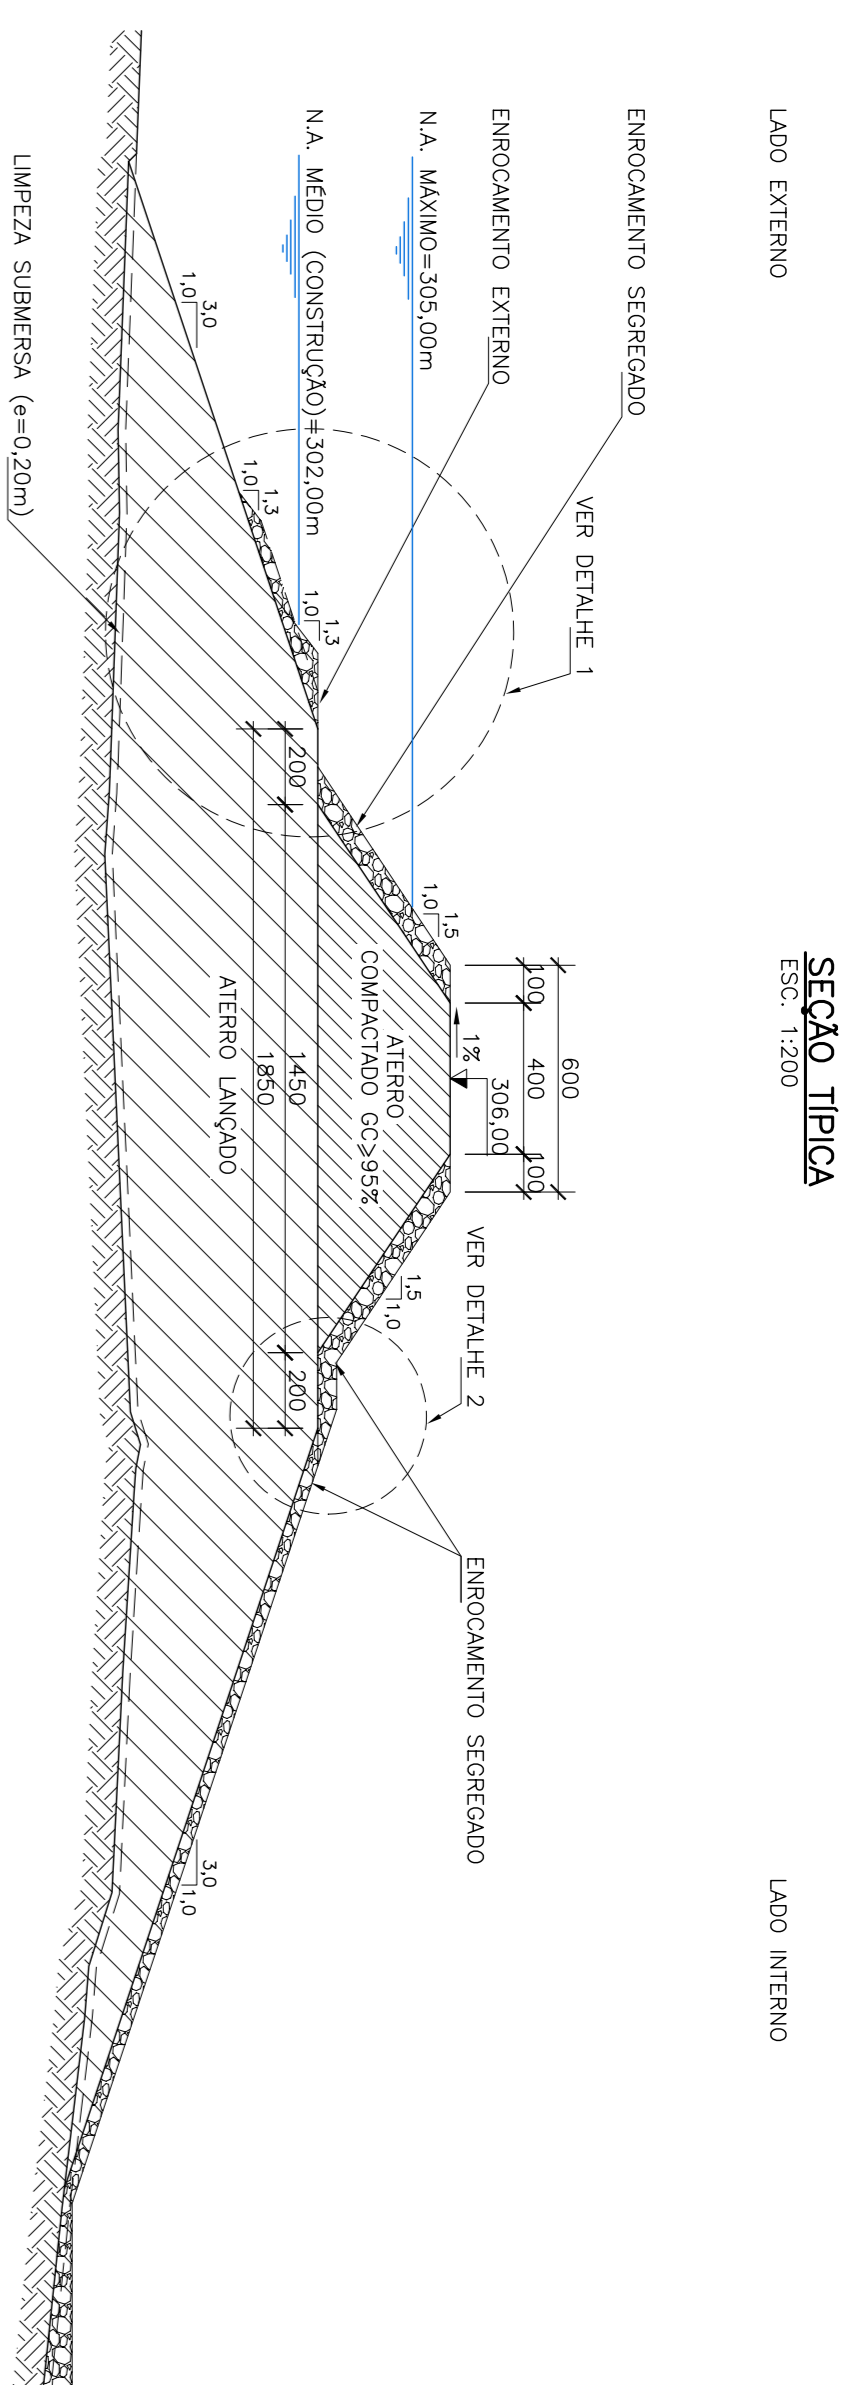 SEÇÃO TÍPICA
ESC. 1:200
LADO EXTERNO
LADO INTERNO
ENROCAMENTO SEGREGADO
VER DETALHE 1
600
100
400
100
ENROCAMENTO EXTERNO
306,00
1%
VER DETALHE 2
ENROCAMENTO SEGREGADO
N.A. MÁXIMO=305,00m
1,5
1,0
1,5
1,0
ATERRO
COMPACTADO GC≥95%
N.A. MÉDIO (CONSTRUÇÃO)=302,00m
1,3
1,0
1,3
1,0
200
1450
200
1850
ATERRO LANÇADO
3,0
1,0
3,0
1,0
LIMPEZA SUBMERSA (e=0,20m)